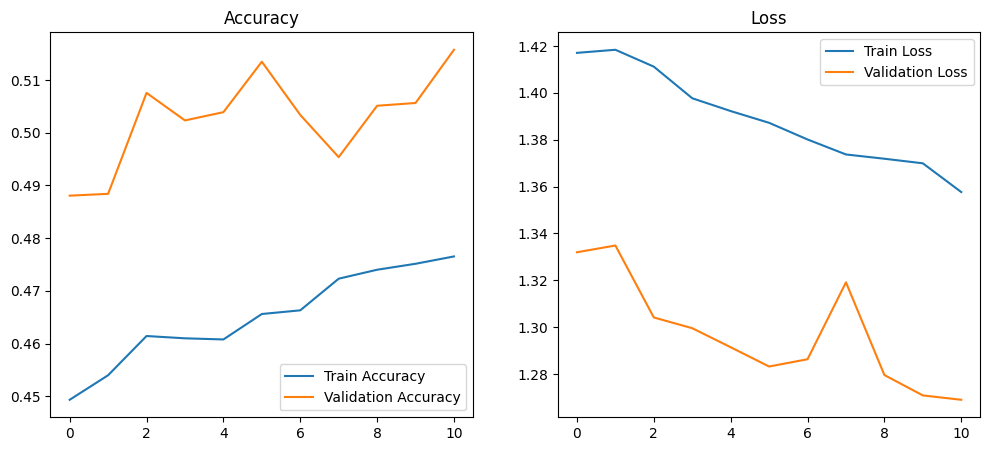 Accuracy
0.51
0.50
0.49
0.48
0.47
0.46
0.45
0 2 4 6 8 10
Train Accuracy
Validation Accuracy
Loss
1.42
1.40
1.38
1.36
1.34
1.32
1.30
1.28
0 2 4 6 8 10
Train Loss
Validation Loss